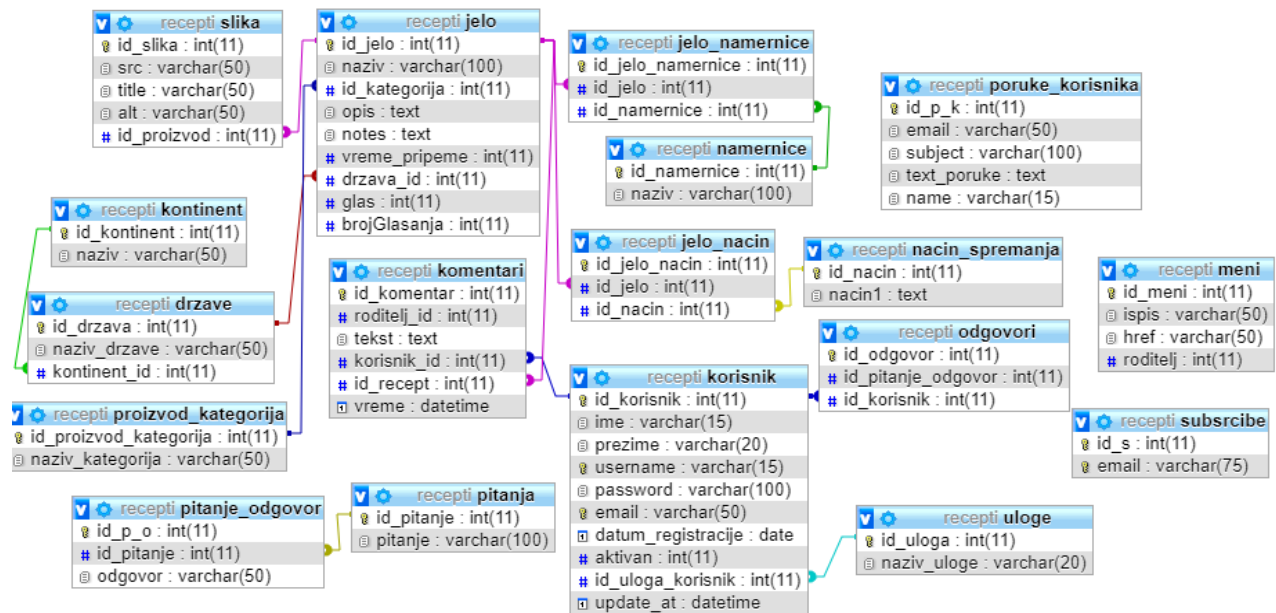 recepti slika
id_slika : int(11)
src : varchar(50)
title : varchar(50)
alt : varchar(50)
# id_proizvod : int(11)
recepti jelo
id_jelo : int(11)
naziv : varchar(100)
# id_kategorija : int(11)
opis : text
notes : text
# vreme_pripeme : int(11)
# drzava_id : int(11)
# glas : int(11)
# brojGlasanja : int(11)
recepti jelo_namernice
id_jelo_namernice : int(11)
# id_jelo : int(11)
# id_namernice : int(11)
recepti poruke_korisnika
id_p_k : int(11)
email : varchar(50)
subject : varchar(100)
text_poruke : text
name : varchar(15)
recepti namernice
id_namernice : int(11)
naziv : varchar(100)
recepti kontinent
id_kontinent : int(11)
naziv : varchar(50)
recepti drzave
id_drzava : int(11)
naziv_drzave : varchar(50)
# kontinent_id : int(11)
recepti komentari
id_komentar : int(11)
# roditelj_id : int(11)
tekst : text
# korisnik_id : int(11)
# id_recept : int(11)
vreme : datetime
recepti jelo_nacin
id_jelo_nacin : int(11)
# id_jelo : int(11)
# id_nacin : int(11)
recepti nacin_spremanja
id_nacin : int(11)
nacin1 : text
recepti meni
id_meni : int(11)
ispis : varchar(50)
href : varchar(50)
# roditelj : int(11)
recepti odgovori
id_odgovor : int(11)
# id_pitanje_odgovor : int(11)
# id_korisnik : int(11)
recepti proizvod_kategorija
id_proizvod_kategorija : int(11)
naziv_kategorija : varchar(50)
recepti korisnik
id_korisnik : int(11)
ime : varchar(15)
prezime : varchar(20)
username : varchar(15)
password : varchar(100)
email : varchar(50)
datum_registracije : date
# aktivan : int(11)
# id_uloga_korisnik : int(11)
update_at : datetime
recepti subsrcibe
id_s : int(11)
email : varchar(75)
recepti pitanje_odgovor
id_p_o : int(11)
# id_pitanje : int(11)
odgovor : varchar(50)
recepti pitanja
id_pitanje : int(11)
pitanje : varchar(100)
recepti uloge
id_uloga : int(11)
naziv_uloge : varchar(20)